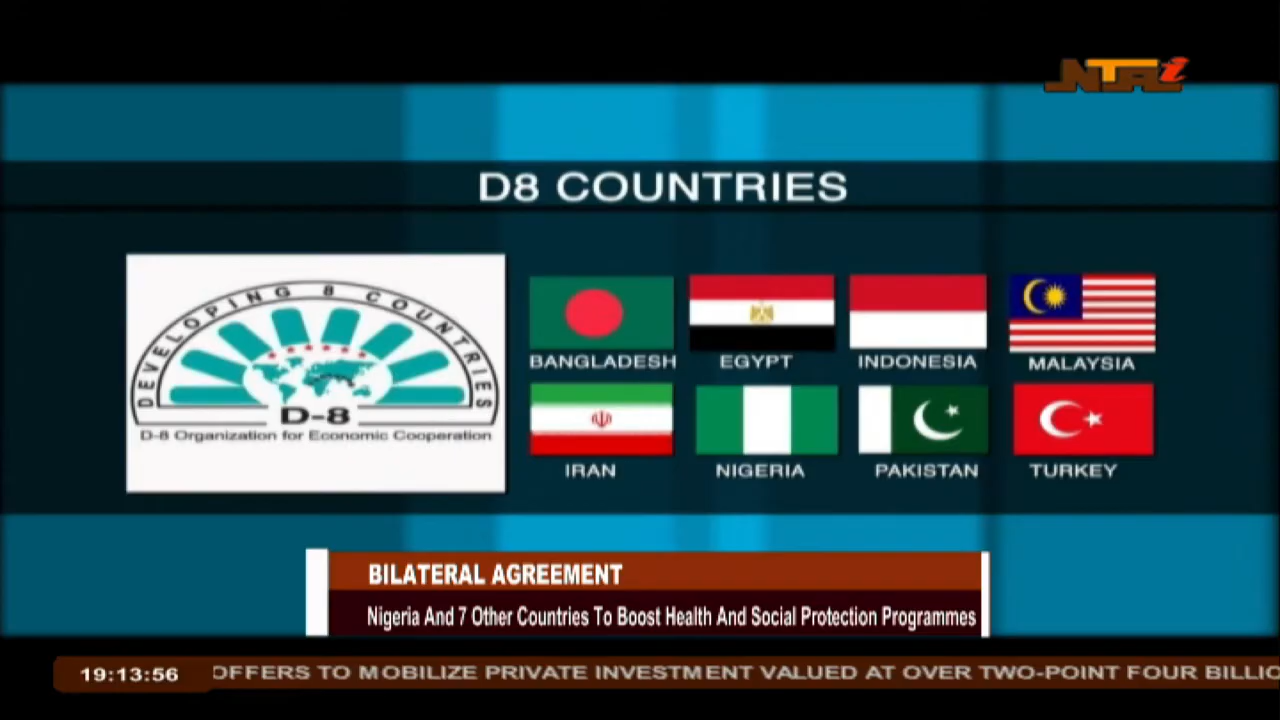 NTAi
D8 COUNTRIES
DEVELOPING 8 COUNTRIES
D-8
D-8 Organization for Economic Cooperation
BANGLADESH
EGYPT
INDONESIA
MALAYSIA
IRAN
NIGERIA
PAKISTAN
TURKEY
BILATERAL AGREEMENT
Nigeria And 7 Other Countries To Boost Health And Social Protection Programmes
19:13:56
OFFERS TO MOBILIZE PRIVATE INVESTMENT VALUED AT OVER TWO-POINT FOUR BILLIO